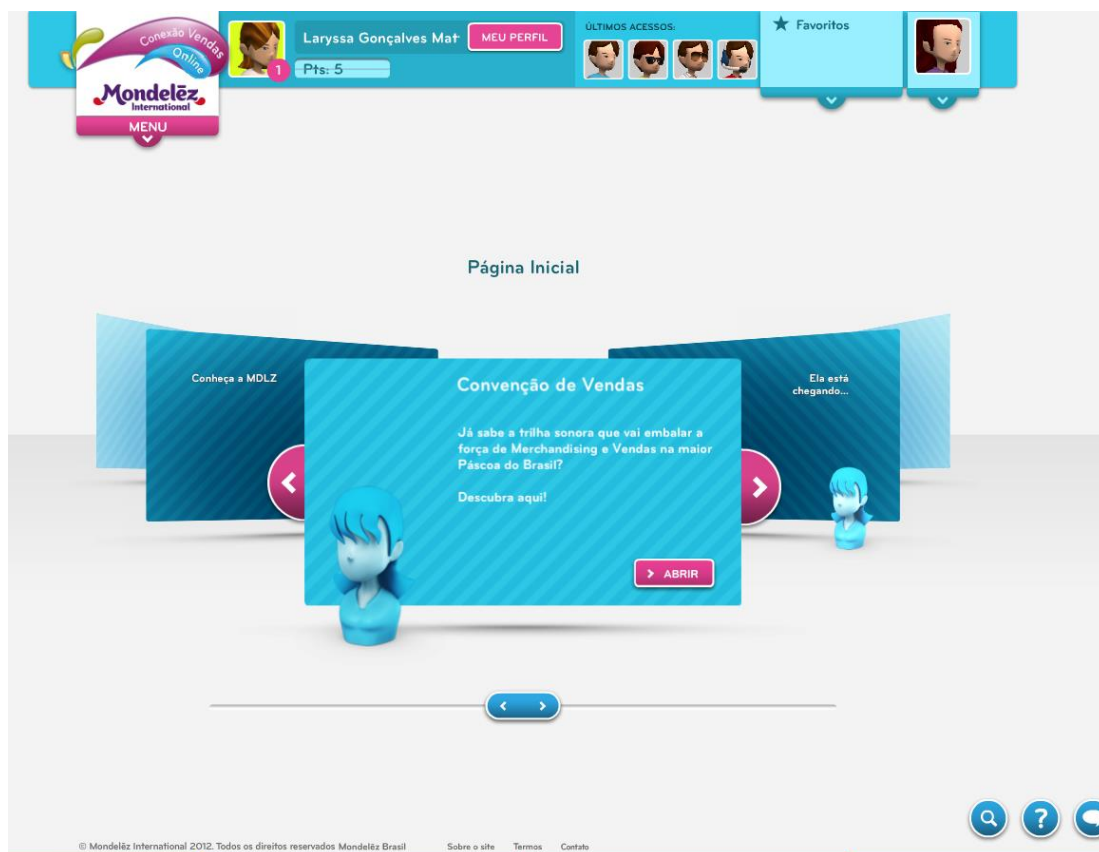 Conexão Vendas
Online
Mondelēz
International
MENU
1
Laryssa Gonçalves Mat
MEU PERFIL
Pts: 5
ÚLTIMOS ACESSOS:
Favoritos
Página Inicial
Conheça a MDLZ
Convenção de Vendas
Já sabe a trilha sonora que vai embalar a
força de Merchandising e Vendas na maior
Páscoa do Brasil?
Descubra aqui!
ABRIR
Ela está
chegando...
?
© Mondelēz International 2012. Todos os direitos reservados Mondelēz Brasil
Sobre o site
Termos
Contato